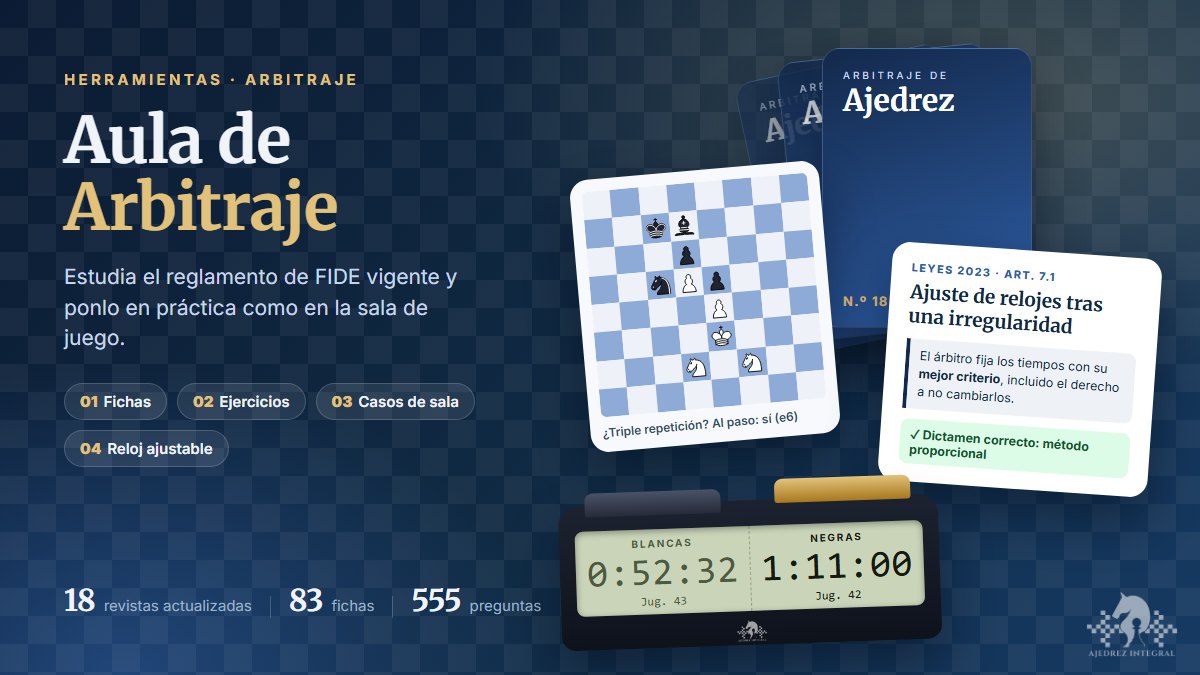 HERRAMIENTAS · ARBITRAJE
Aula de
Arbitraje
Estudia el reglamento de FIDE vigente y
ponlo en práctica como en la sala de
juego.
01 Fichas
02 Ejercicios
03 Casos de sala
04 Reloj ajustable
18 revistas actualizadas
83 fichas
555 preguntas
ARBITRAJE DE
Ajedrez
N.º 18
¿Triple repetición? Al paso: sí (e6)
LEYES 2023 · ART. 7.1
Ajuste de relojes tras
una irregularidad
El árbitro fija los tiempos con su
mejor criterio, incluido el derecho
a no cambiarlos.
✓ Dictamen correcto: método
proporcional
BLANCAS
0:52:32
Jug. 43
NEGRAS
1:11:00
Jug. 42
AJEDREZ INTEGRAL